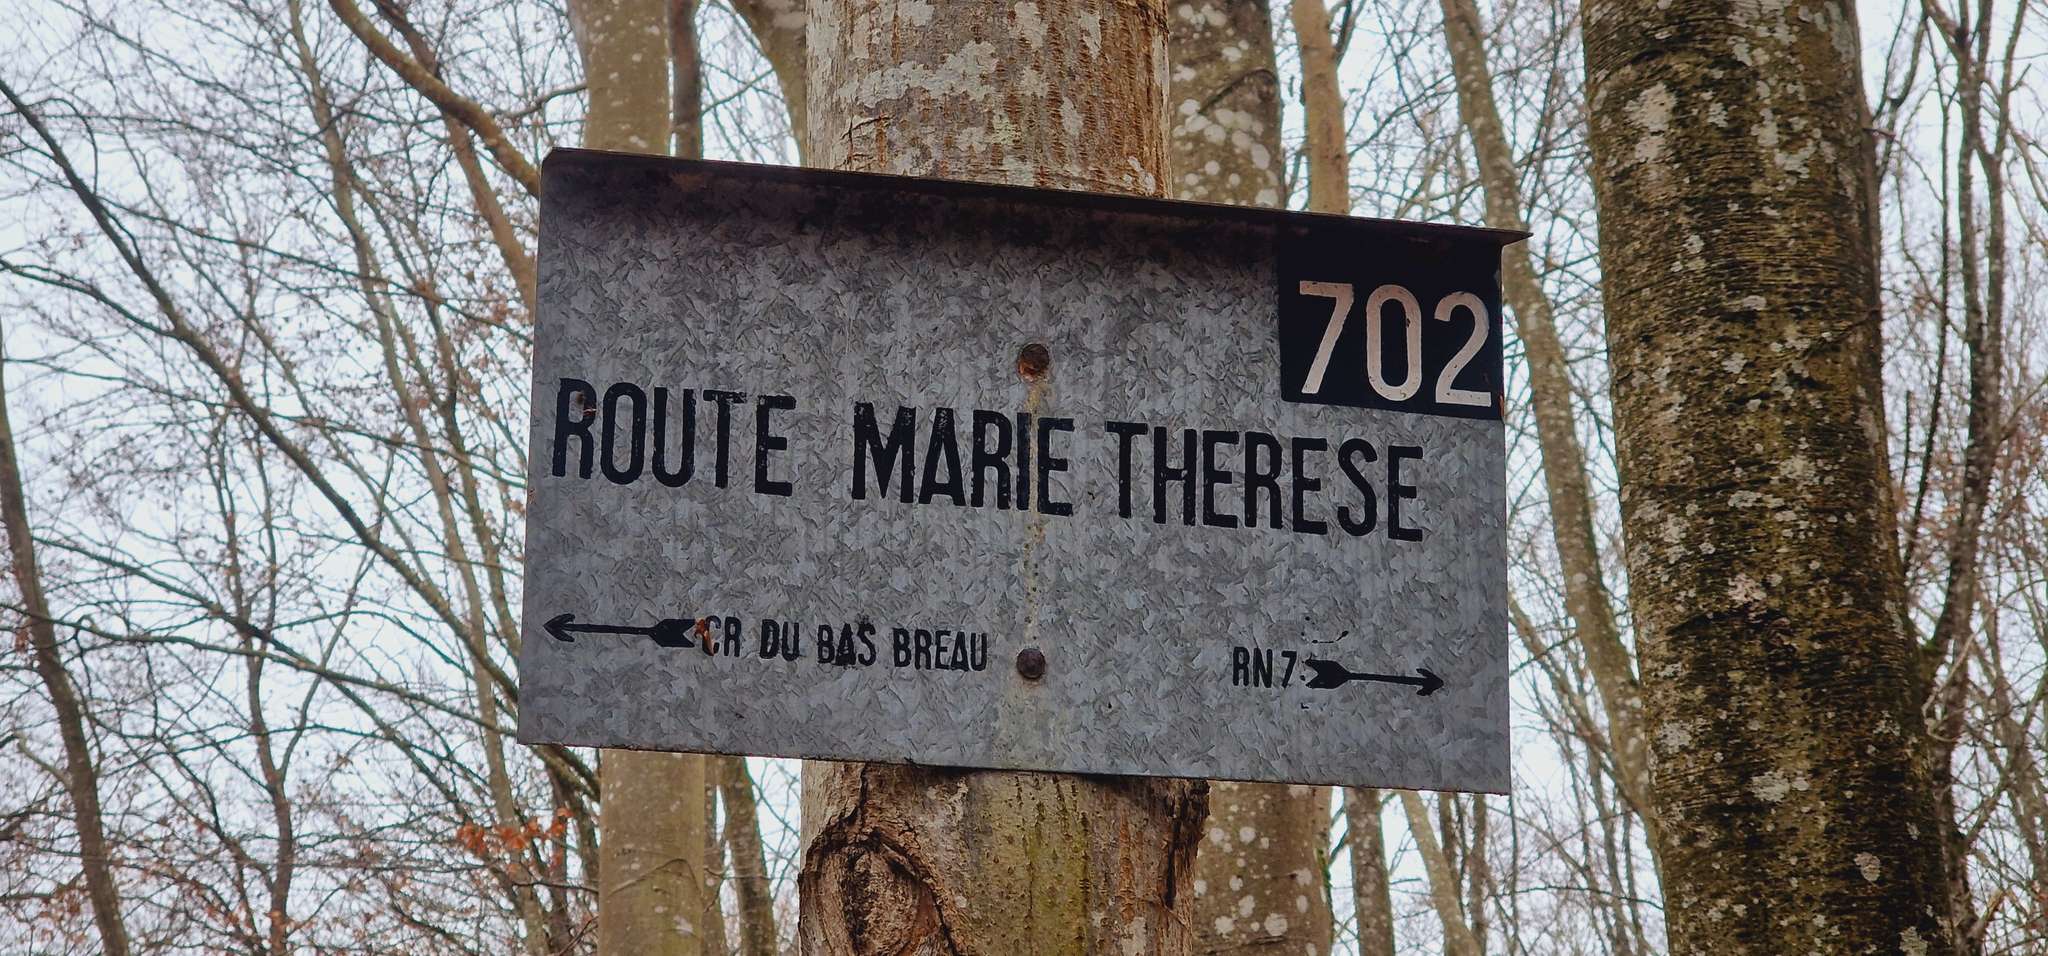 702
ROUTE MARIE THERESE
CR DU BAS BREAU
RN7